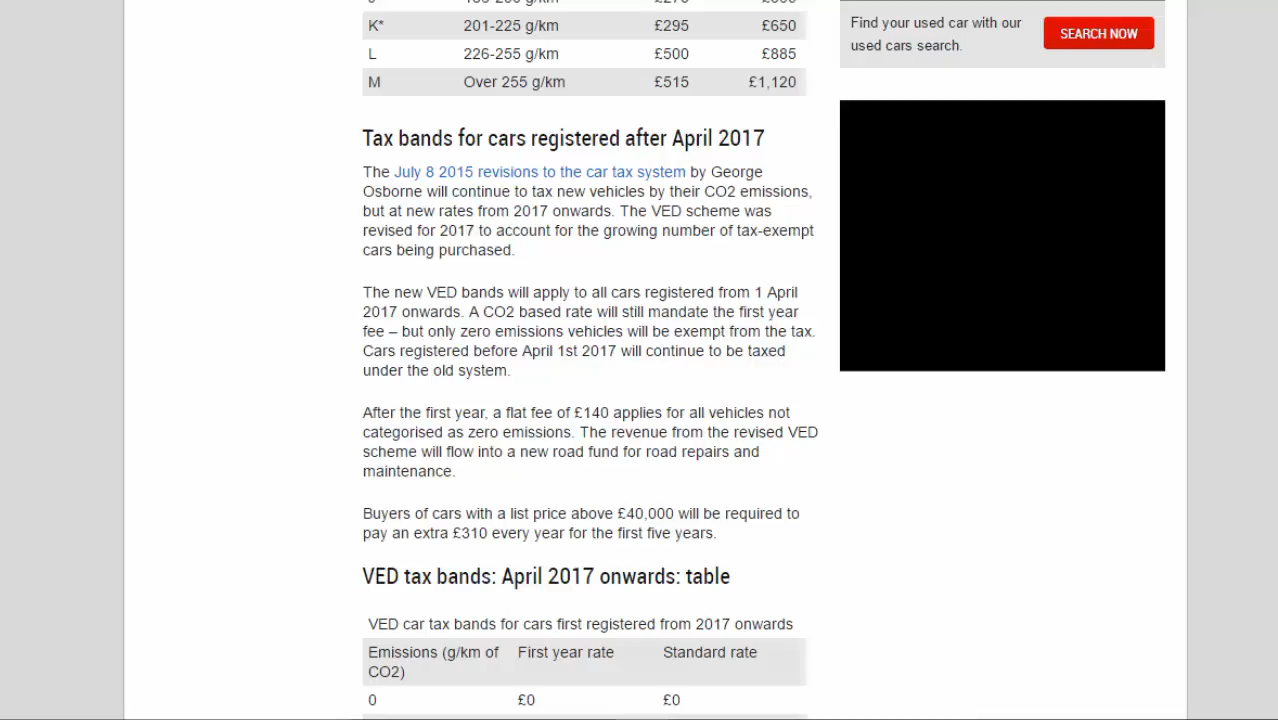 K* 201-225 g/km £295 £650
L 226-255 g/km £500 £885
M Over 255 g/km £515 £1,120
Find your used car with our
used cars search.
SEARCH NOW
Tax bands for cars registered after April 2017
The July 8 2015 revisions to the car tax system by George
Osborne will continue to tax new vehicles by their CO2 emissions,
but at new rates from 2017 onwards. The VED scheme was
revised for 2017 to account for the growing number of tax-exempt
cars being purchased.
The new VED bands will apply to all cars registered from 1 April
2017 onwards. A CO2 based rate will still mandate the first year
fee – but only zero emissions vehicles will be exempt from the tax.
Cars registered before April 1st 2017 will continue to be taxed
under the old system.
After the first year, a flat fee of £140 applies for all vehicles not
categorised as zero emissions. The revenue from the revised VED
scheme will flow into a new road fund for road repairs and
maintenance.
Buyers of cars with a list price above £40,000 will be required to
pay an extra £310 every year for the first five years.
VED tax bands: April 2017 onwards: table
VED car tax bands for cars first registered from 2017 onwards
Emissions (g/km of First year rate Standard rate
CO2)
0 £0 £0